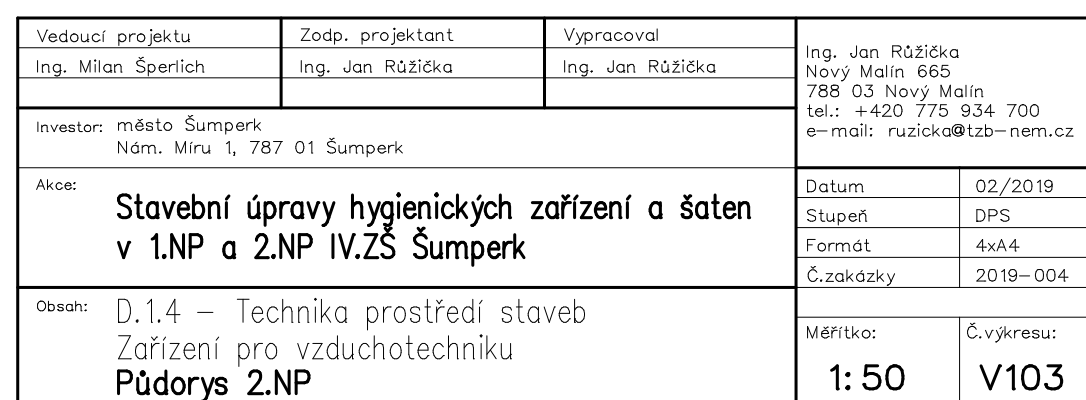 Vedoucí projektu
Zodp. projektant
Vypracoval
Ing. Milan Šperlich
Ing. Jan Růžička
Ing. Jan Růžička
Ing. Jan Růžička
Nový Malín 665
788 03 Nový Malín
tel.: +420 775 934 700
e-mail: ruzicka@tzb-nem.cz
Investor: město Šumperk
Nám. Míru 1, 787 01 Šumperk
Akce:
Stavební úpravy hygienických zařízení a šaten
v 1.NP a 2.NP IV.ZŠ Šumperk
Datum 02/2019
Stupeň DPS
Formát 4xA4
Č.zakázky 2019-004
Obsah: D.1.4 - Technika prostředí staveb
Zařízení pro vzduchotechniku
Půdorys 2.NP
Měřítko: Č.výkresu:
1:50 V103